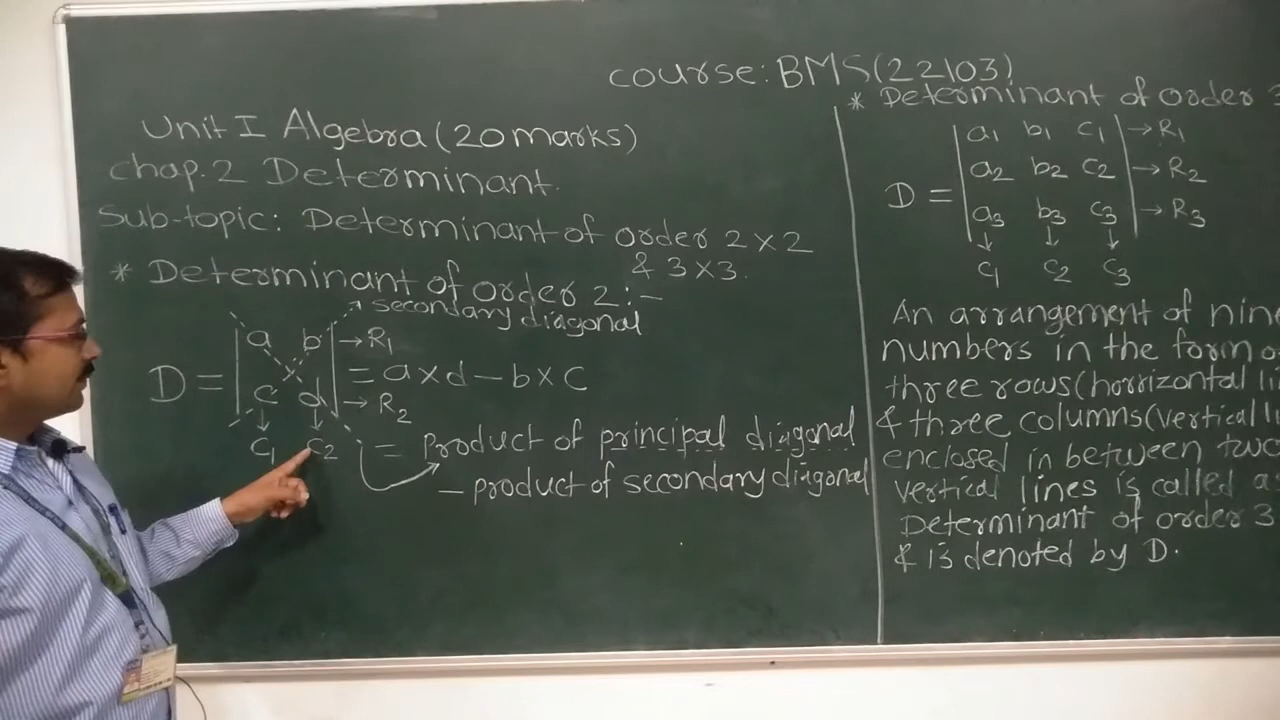 course: BMS(22103)
Unit I Algebra (20 marks)
chap. 2 Determinant.
Sub-topic: Determinant of order 2×2
& 3×3.
* Determinant of order 2:-
secondary diagonal
a b → R1
D = = a×d - b×c
c d → R2
↓ ↓
C1 C2
= product of principal diagonal
- product of secondary diagonal
* Determinant of order
a1 b1 c1 → R1
D = a2 b2 c2 → R2
a3 b3 c3 → R3
↓ ↓ ↓
C1 C2 C3
An arrangement of nine
numbers in the form o
three rows (horrizontal li
& three columns (vertical li
enclosed in between two
vertical lines is called a
Determinant of order 3
& is denoted by D.